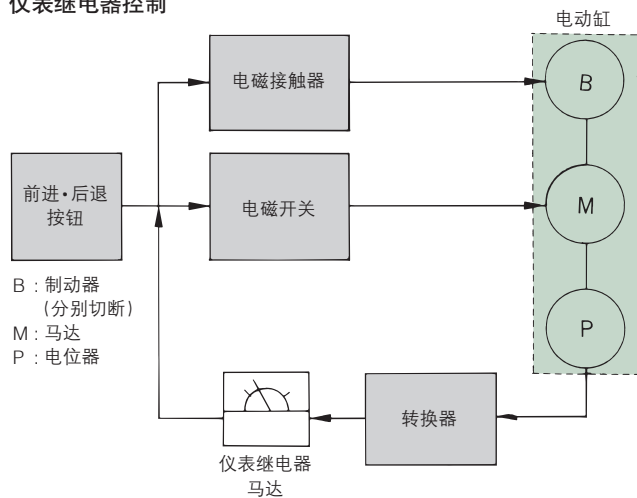 仪表继电器控制
电动缸
电磁接触器
B
前进·后退
按钮
电磁开关
M
B：制动器
(分别切断)
M：马达
P：电位器
P
转换器
仪表继电器
马达